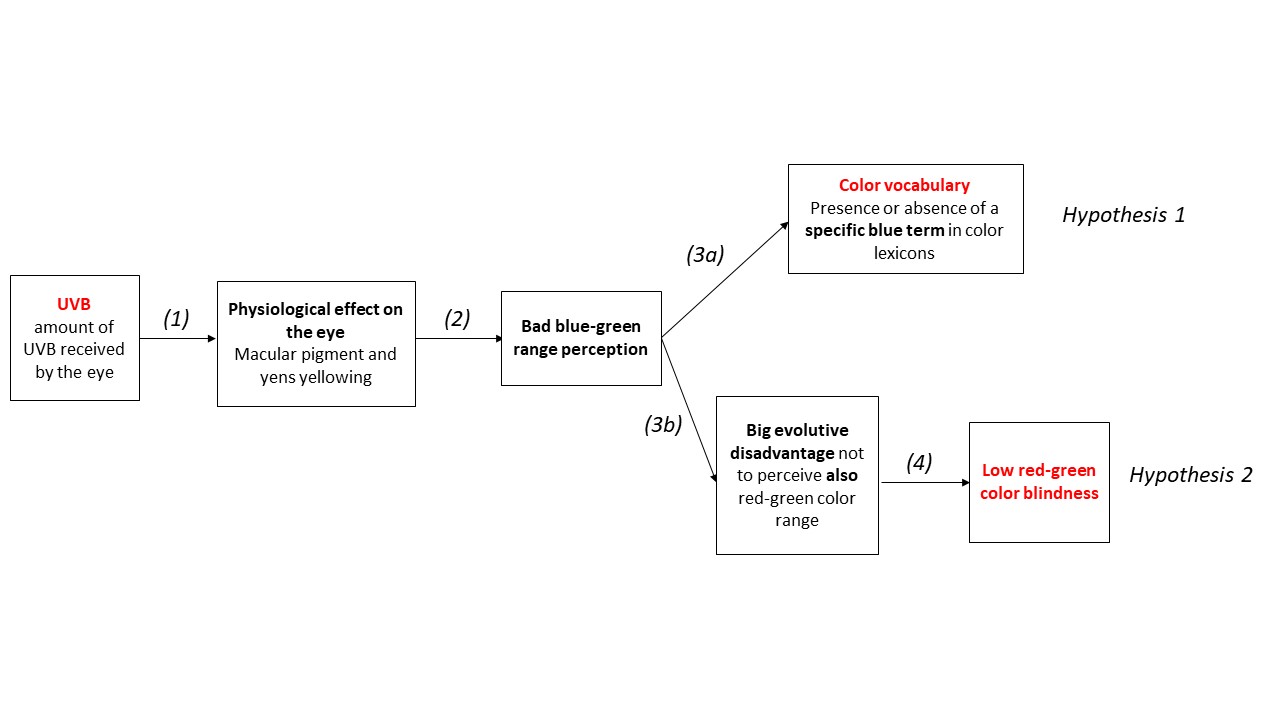 UVB
amount of
UVB received
by the eye
(1)
Physiological effect on
the eye
Macular pigment and
yens yellowing
(2)
Bad blue-green
range perception
(3a)
Color vocabulary
Presence or absence of a
specific blue term in color
lexicons
Hypothesis 1
(3b)
Big evolutive
disadvantage not
to perceive also
red-green color
range
(4)
Low red-green
color blindness
Hypothesis 2